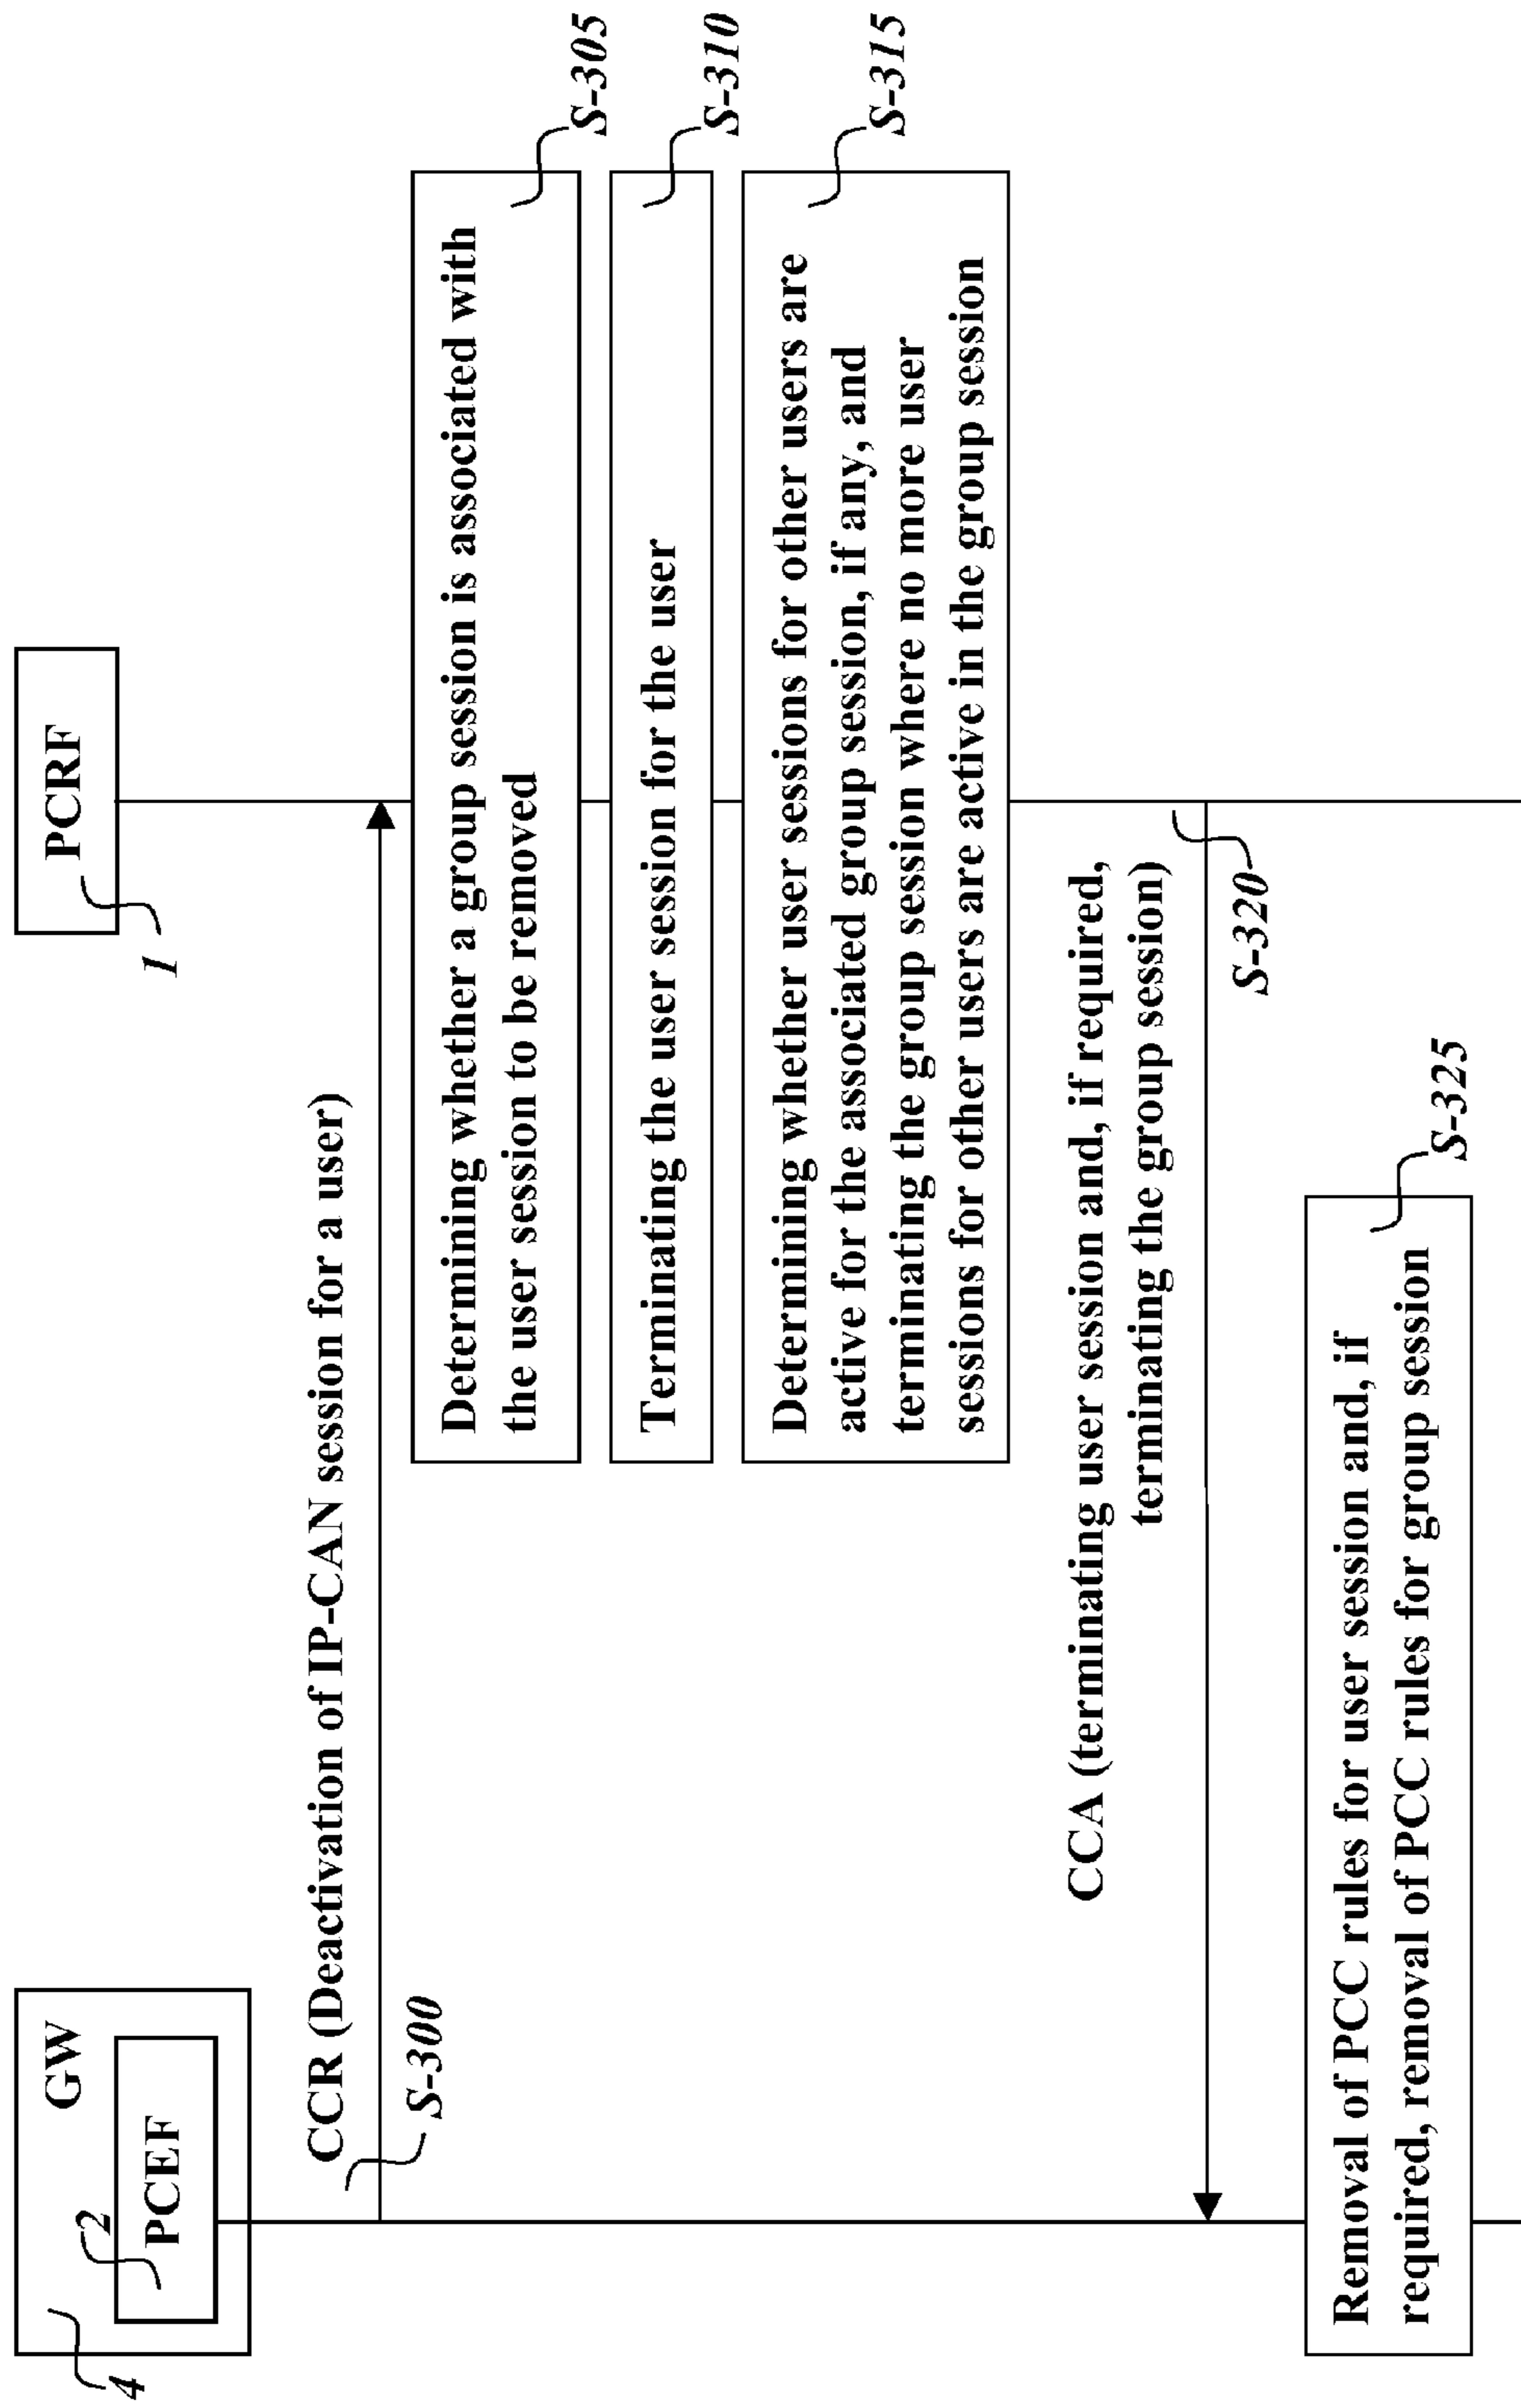 4
GW
2
PCEF
PCRF
1
CCR (Deactivation of IP-CAN session for a user)
S-300
Determining whether a group session is associated with
the user session to be removed
S-305
Terminating the user session for the user
S-310
Determining whether user sessions for other users are
active for the associated group session, if any, and
terminating the group session where no more user
sessions for other users are active in the group session
S-315
CCA (terminating user session and, if required,
terminating the group session)
S-320
Removal of PCC rules for user session and, if
required, removal of PCC rules for group session
S-325